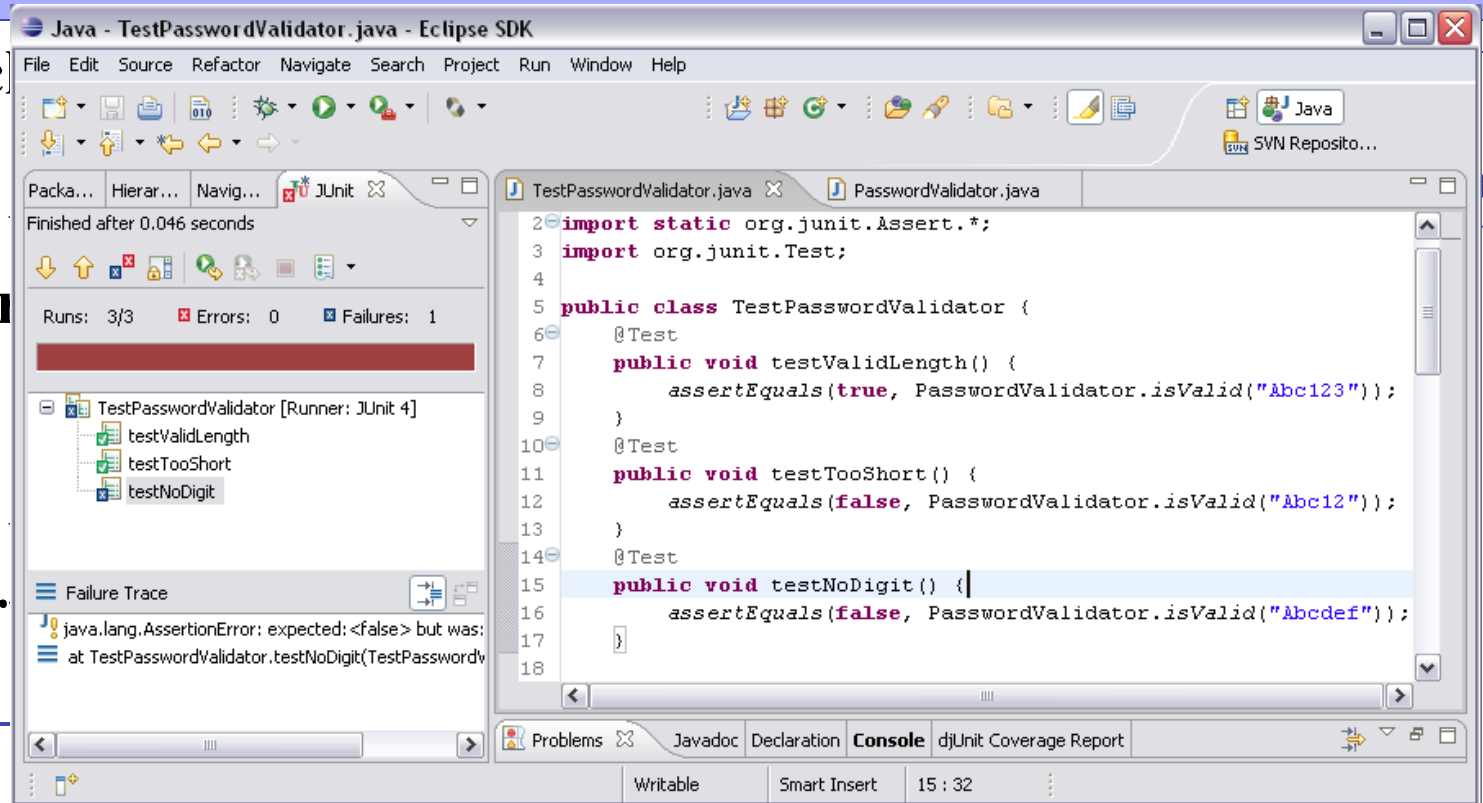 Java - TestPasswordValidator.java - Eclipse SDK
File Edit Source Refactor Navigate Search Project Run Window Help
Java
SVN Reposito...
Packa... Hierar... Navig... JUnit
Finished after 0.046 seconds
Runs: 3/3 Errors: 0 Failures: 1
TestPasswordValidator [Runner: JUnit 4]
testValidLength
testTooShort
testNoDigit
Failure Trace
java.lang.AssertionError: expected:<false> but was:
at TestPasswordValidator.testNoDigit(TestPasswordV
TestPasswordValidator.java PasswordValidator.java
2 import static org.junit.Assert.*;
3 import org.junit.Test;
4
5 public class TestPasswordValidator {
6 @Test
7 public void testValidLength() {
8 assertEquals(true, PasswordValidator.isValid("Abc123"));
9 }
10 @Test
11 public void testTooShort() {
12 assertEquals(false, PasswordValidator.isValid("Abc12"));
13 }
14 @Test
15 public void testNoDigit() {
16 assertEquals(false, PasswordValidator.isValid("Abcdef"));
17 }
18
Problems Javadoc Declaration Console djUnit Coverage Report
Writable Smart Insert 15 : 32